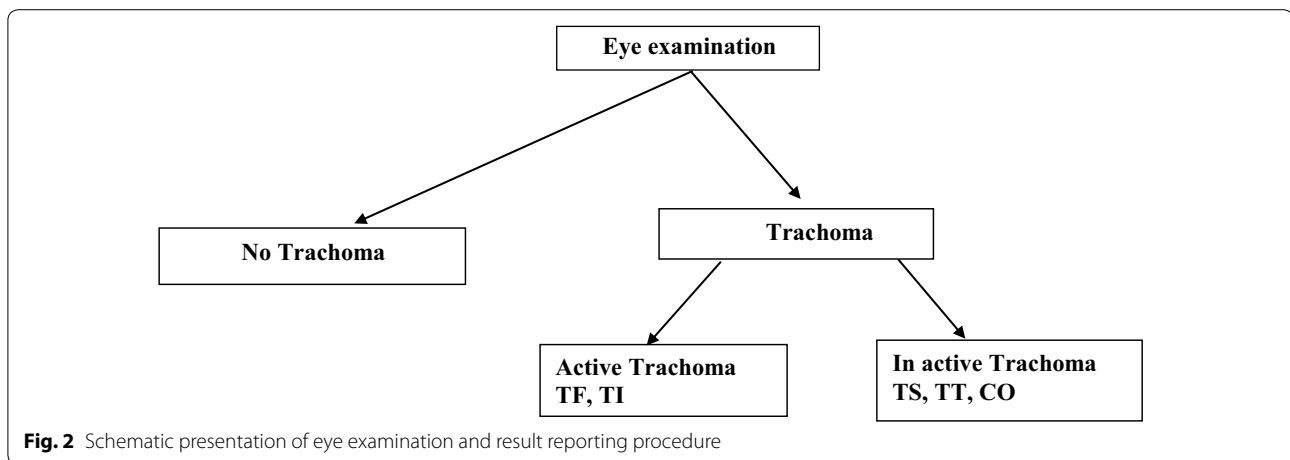 Eye examination
No Trachoma
Trachoma
Active Trachoma
TF, TI
In active Trachoma
TS, TT, CO
Fig. 2 Schematic presentation of eye examination and result reporting procedure